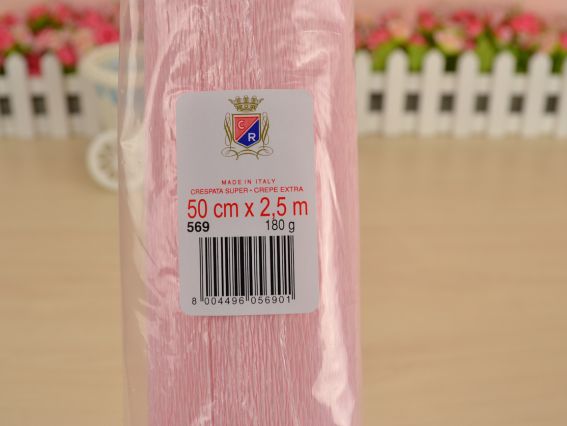 C
R
MADE IN ITALY
CRESPATA SUPER - CREPE EXTRA
50 cm x 2,5 m
569 180 g
8 004496 056901